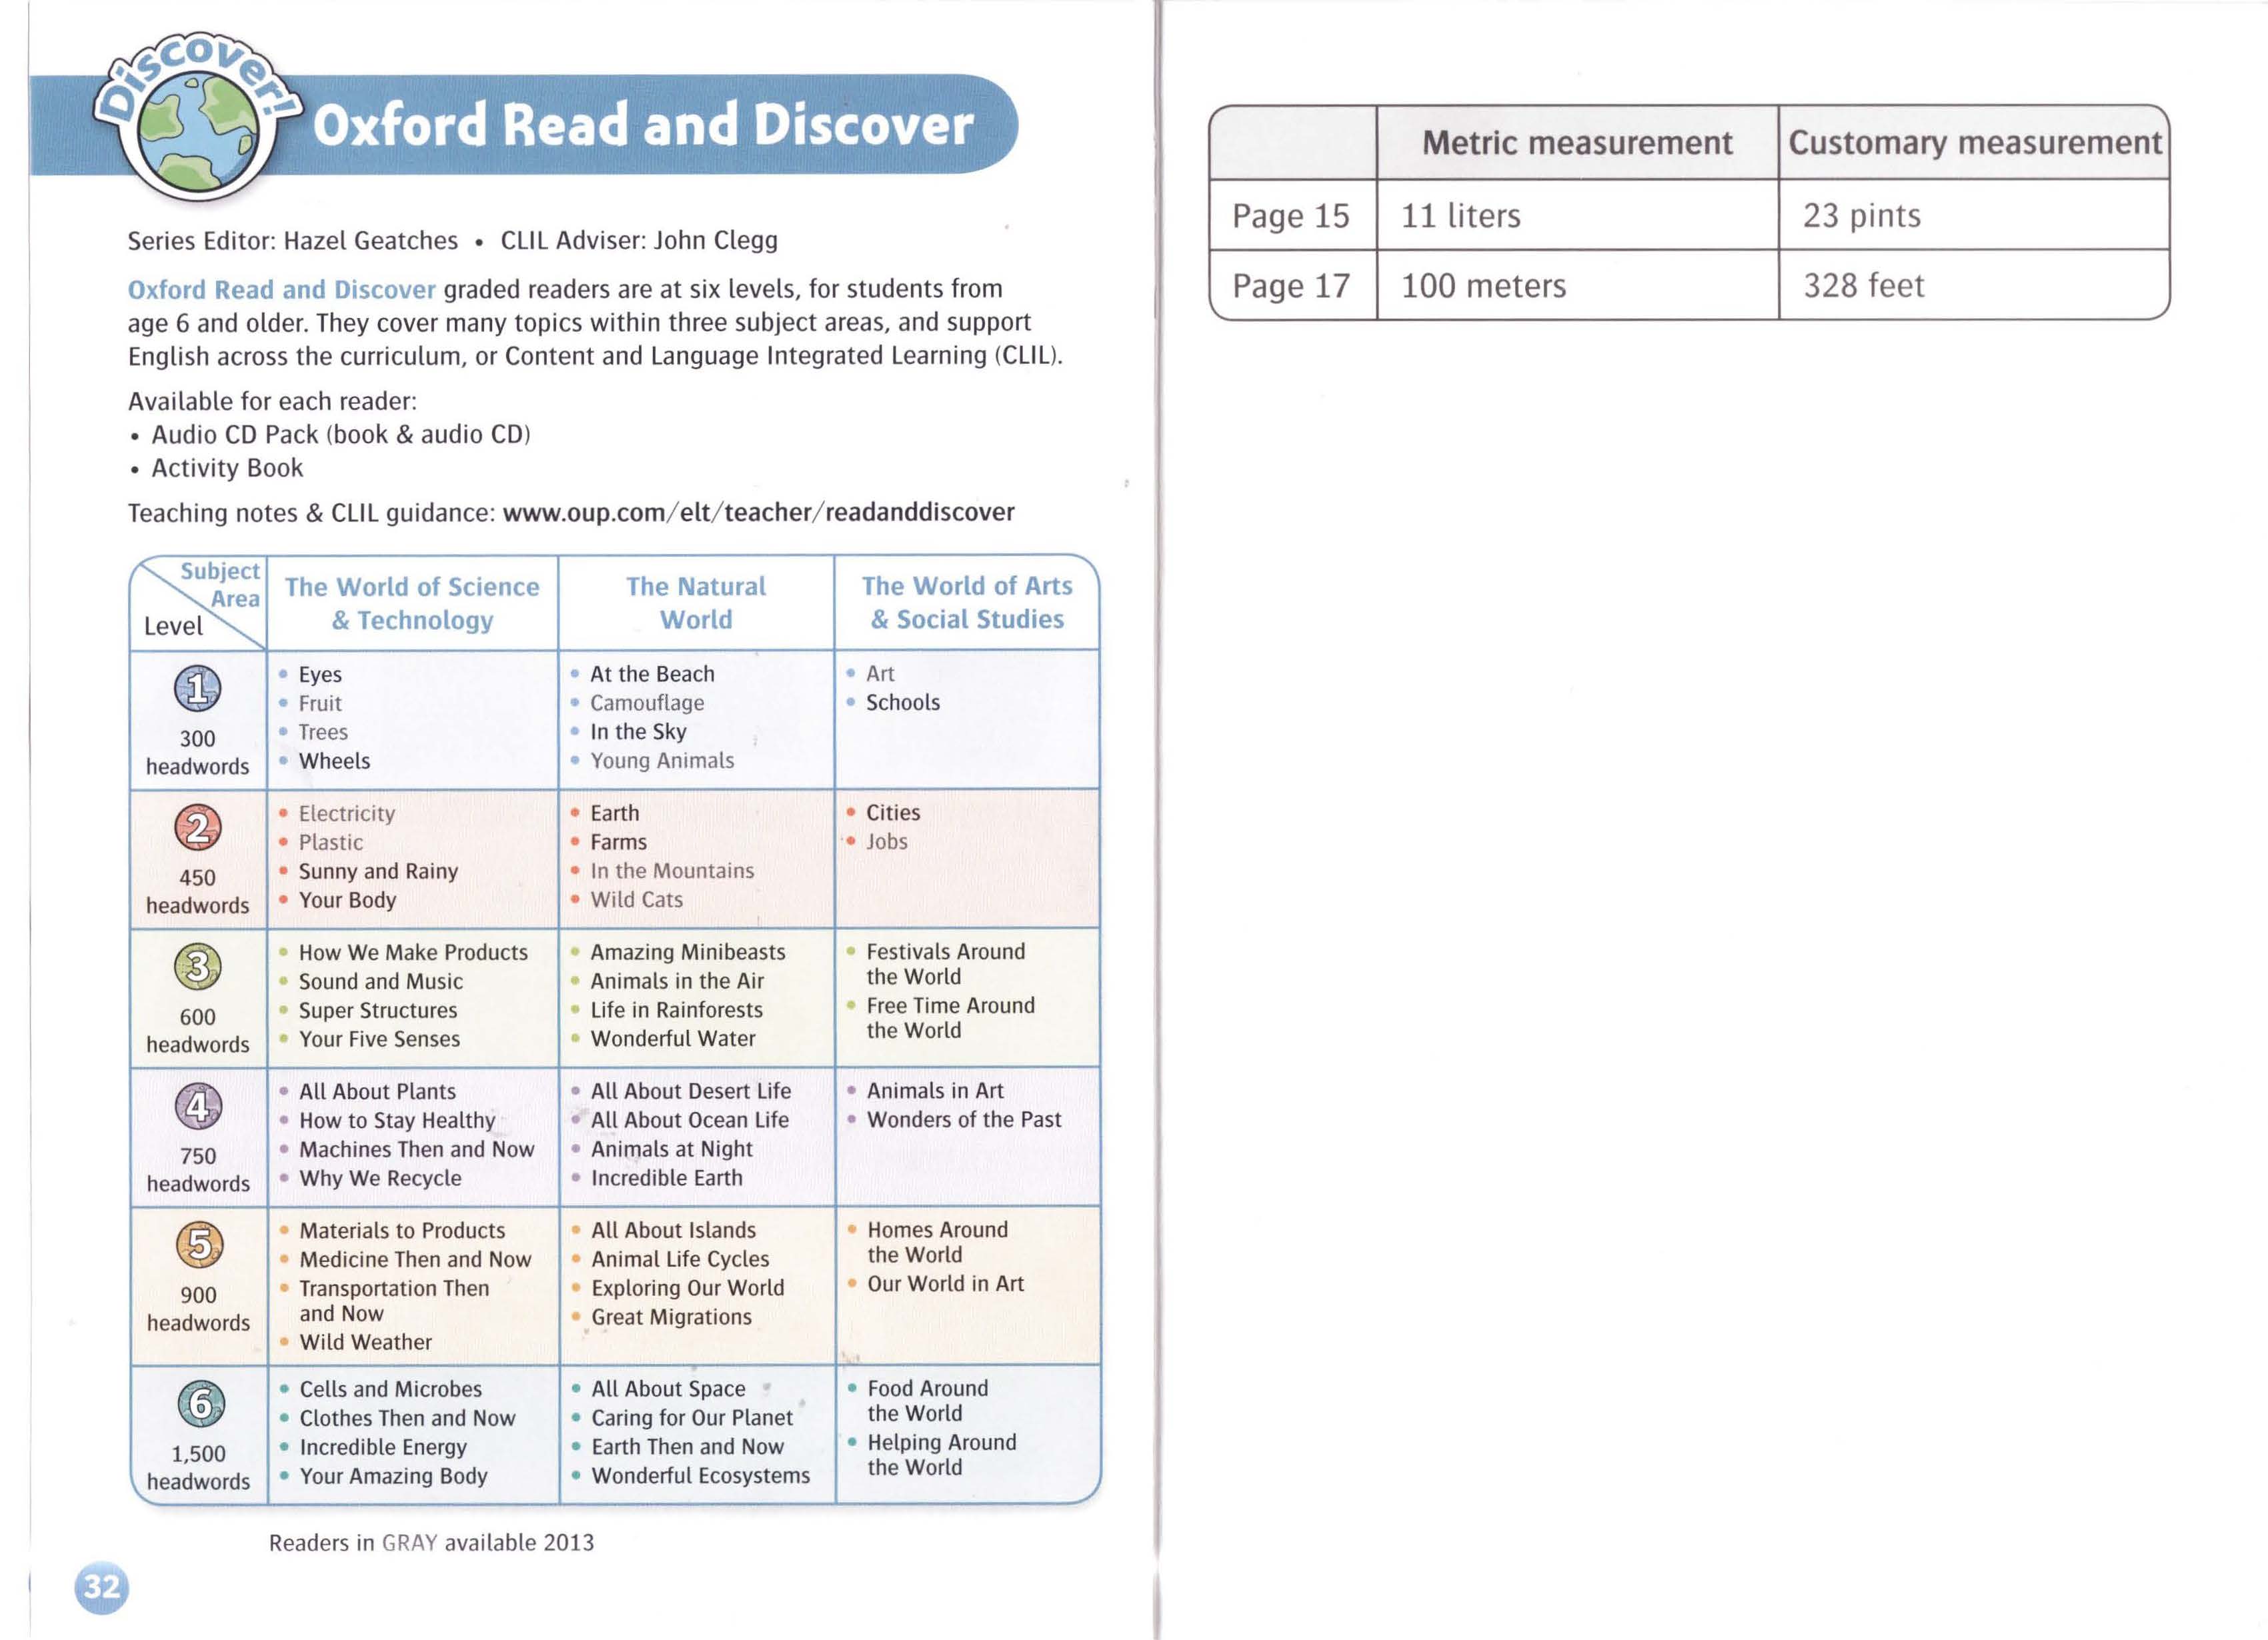 Discover!
Oxford Read and Discover
Series Editor: Hazel Geatches • CLIL Adviser: John Clegg
Oxford Read and Discover graded readers are at six levels, for students from
age 6 and older. They cover many topics within three subject areas, and support
English across the curriculum, or Content and Language Integrated Learning (CLIL).
Available for each reader:
• Audio CD Pack (book & audio CD)
• Activity Book
Teaching notes & CLIL guidance: www.oup.com/elt/teacher/readanddiscover
Subject
Area
Level
The World of Science
& Technology
The Natural
World
The World of Arts
& Social Studies
1
300
headwords
• Eyes
• Fruit
• Trees
• Wheels
• At the Beach
• Camouflage
• In the Sky
• Young Animals
• Art
• Schools
2
450
headwords
• Electricity
• Plastic
• Sunny and Rainy
• Your Body
• Earth
• Farms
• In the Mountains
• Wild Cats
• Cities
• Jobs
3
600
headwords
• How We Make Products
• Sound and Music
• Super Structures
• Your Five Senses
• Amazing Minibeasts
• Animals in the Air
• Life in Rainforests
• Wonderful Water
• Festivals Around
the World
• Free Time Around
the World
4
750
headwords
• All About Plants
• How to Stay Healthy
• Machines Then and Now
• Why We Recycle
• All About Desert Life
• All About Ocean Life
• Animals at Night
• Incredible Earth
• Animals in Art
• Wonders of the Past
5
900
headwords
• Materials to Products
• Medicine Then and Now
• Transportation Then
and Now
• Wild Weather
• All About Islands
• Animal Life Cycles
• Exploring Our World
• Great Migrations
• Homes Around
the World
• Our World in Art
6
1,500
headwords
• Cells and Microbes
• Clothes Then and Now
• Incredible Energy
• Your Amazing Body
• All About Space
• Caring for Our Planet
• Earth Then and Now
• Wonderful Ecosystems
• Food Around
the World
• Helping Around
the World
Readers in GRAY available 2013
32
Metric measurement
Customary measurement
Page 15
11 liters
23 pints
Page 17
100 meters
328 feet